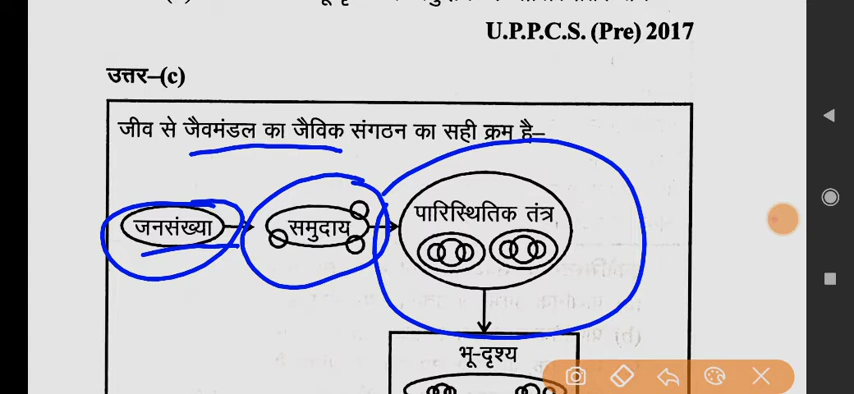 U.P.P.C.S. (Pre) 2017
उत्तर–(c)
जीव से जैवमंडल का जैविक संगठन का सही क्रम है–
जनसंख्या
समुदाय
पारिस्थितिक तंत्र
भू-दृश्य